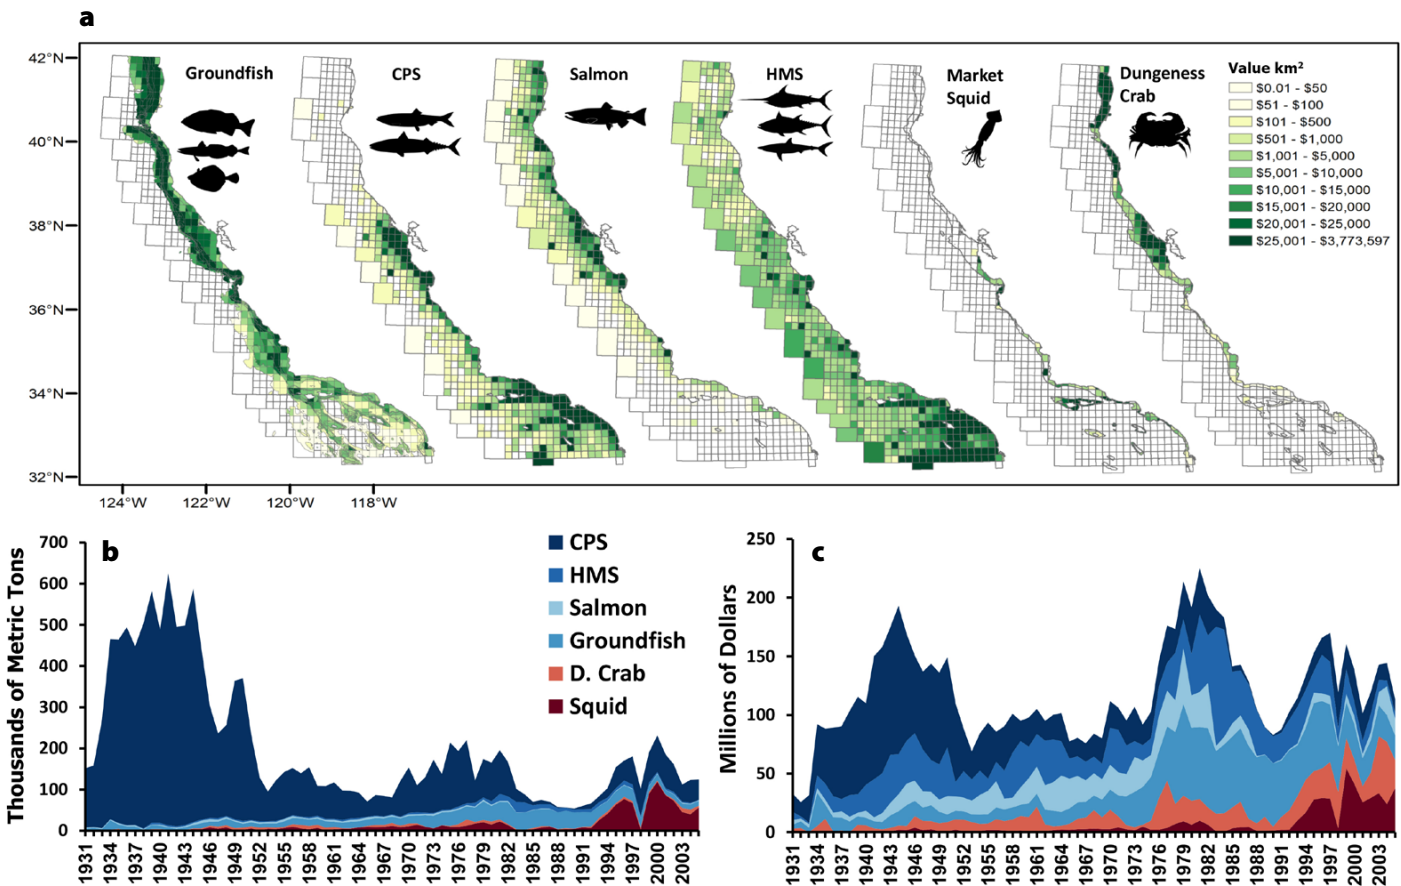 a
42°N
40°N
38°N
36°N
34°N
32°N
124°W 122°W 120°W 118°W
Groundfish
CPS
Salmon
HMS
Market
Squid
Dungeness
Crab
Value km²
$0.01 - $50
$51 - $100
$101 - $500
$501 - $1,000
$1,001 - $5,000
$5,001 - $10,000
$10,001 - $15,000
$15,001 - $20,000
$20,001 - $25,000
$25,001 - $3,773,597
b
Thousands of Metric Tons
700
600
500
400
300
200
100
0
1931 1934 1937 1940 1943 1946 1949 1952 1955 1958 1961 1964 1967 1970 1973 1976 1979 1982 1985 1988 1991 1994 1997 2000 2003
CPS
HMS
Salmon
Groundfish
D. Crab
Squid
c
Millions of Dollars
250
200
150
100
50
0
1931 1934 1937 1940 1943 1946 1949 1952 1955 1958 1961 1964 1967 1970 1973 1976 1979 1982 1985 1988 1991 1994 1997 2000 2003